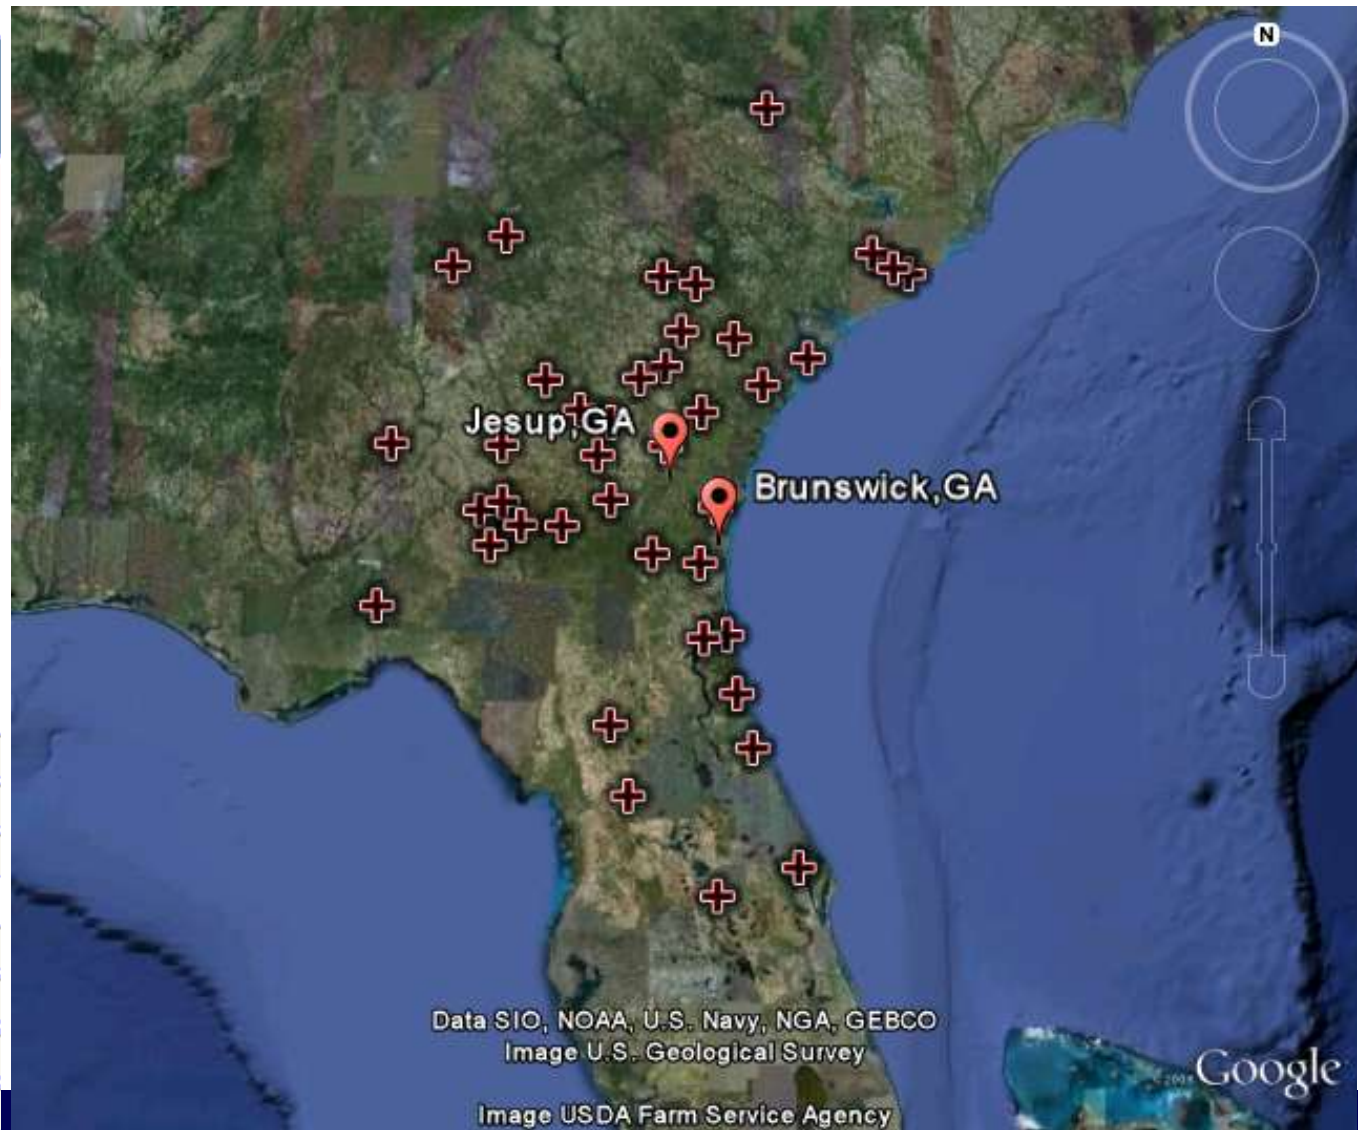 N
Jesup,GA
Brunswick,GA
Data SIO, NOAA, U.S. Navy, NGA, GEBCO
Image U.S. Geological Survey
Google
Image USDA Farm Service Agency